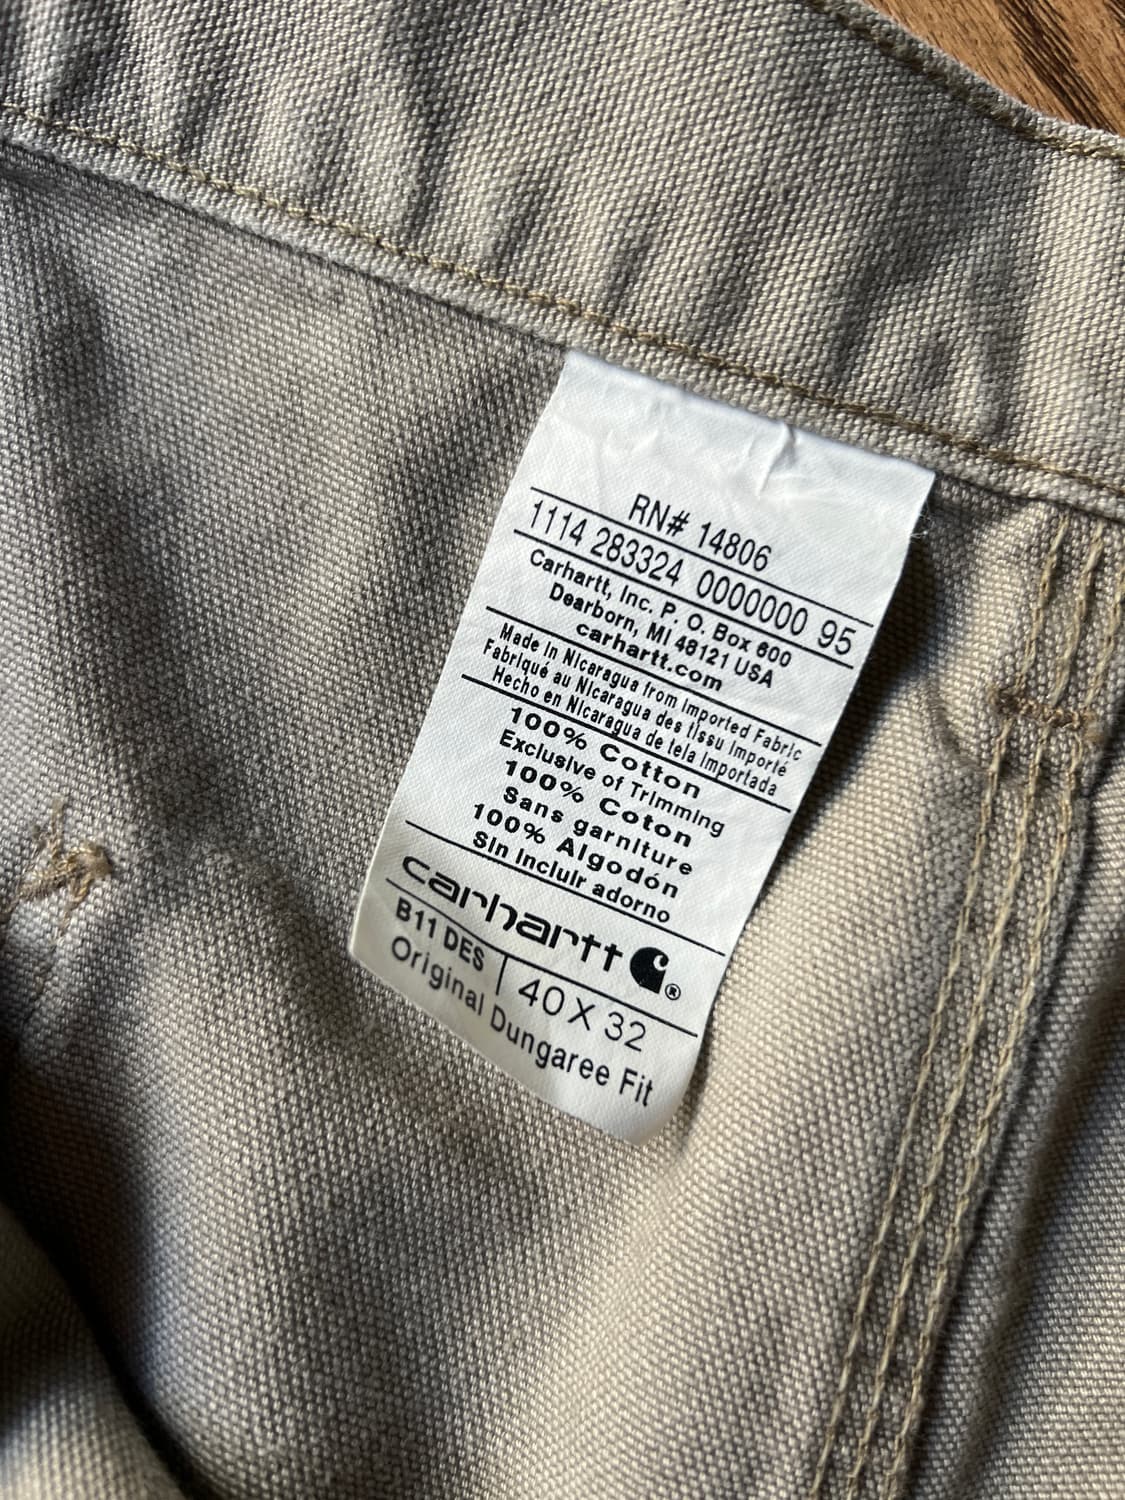 RN# 14806
1114 283324 0000000 95
Carhartt, Inc. P. O. Box 600
Dearborn, MI 48121 USA
carhartt.com
Made in Nicaragua from Imported Fabric
Fabriqué au Nicaragua des tissu Importé
Hecho en Nicaragua de tela Importada
100% Cotton
Exclusive of Trimming
100% Coton
Sans garniture
100% Algodón
Sin Incluir adorno
carhartt ®
B11 DES | 40 X 32
Original Dungaree Fit